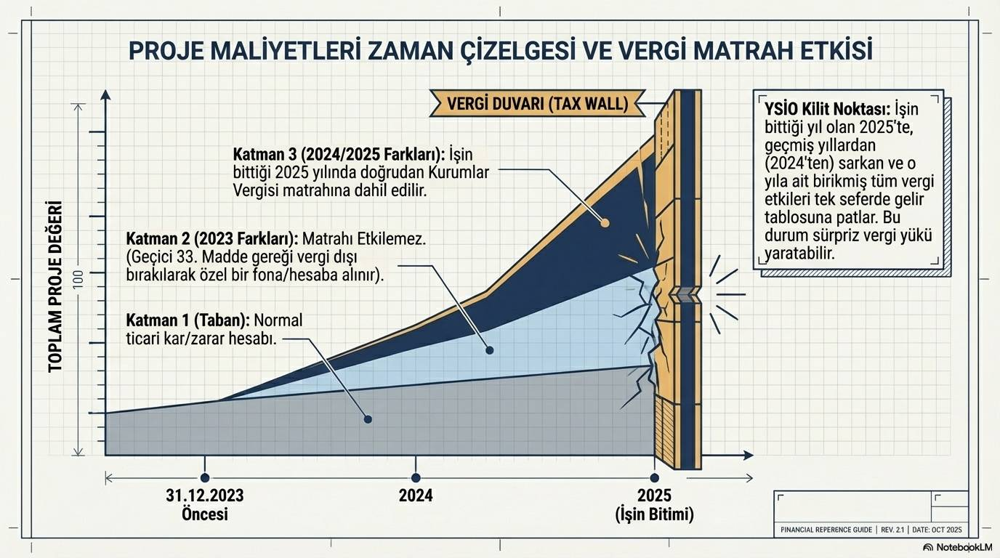 PROJE MALİYETLERİ ZAMAN ÇİZELGESİ VE VERGİ MATRAH ETKİSİ
VERGİ DUVARI (TAX WALL)
YSİO Kilit Noktası: İşin
bittiği yıl olan 2025'te,
geçmiş yıllardan
(2024'ten) sarkan ve o
yıla ait birikmiş tüm vergi
etkileri tek seferde gelir
tablosuna patlar. Bu
durum sürpriz vergi yükü
yaratabilir.
Katman 3 (2024/2025 Farkları): İşin
bittiği 2025 yılında doğrudan Kurumlar
Vergisi matrahına dahil edilir.
Katman 2 (2023 Farkları): Matrahı Etkilemez.
(Geçici 33. Madde gereği vergi dışı
bırakılarak özel bir fona/hesaba alınır).
Katman 1 (Taban): Normal
ticari kar/zarar hesabı.
TOPLAM PROJE DEĞERİ
100
31.12.2023
Öncesi
2024
2025
(İşin Bitimi)
FINANCIAL REPERENCE GUIDE | REV. 2.1 | DATE: OCT 202S
NotebookLM